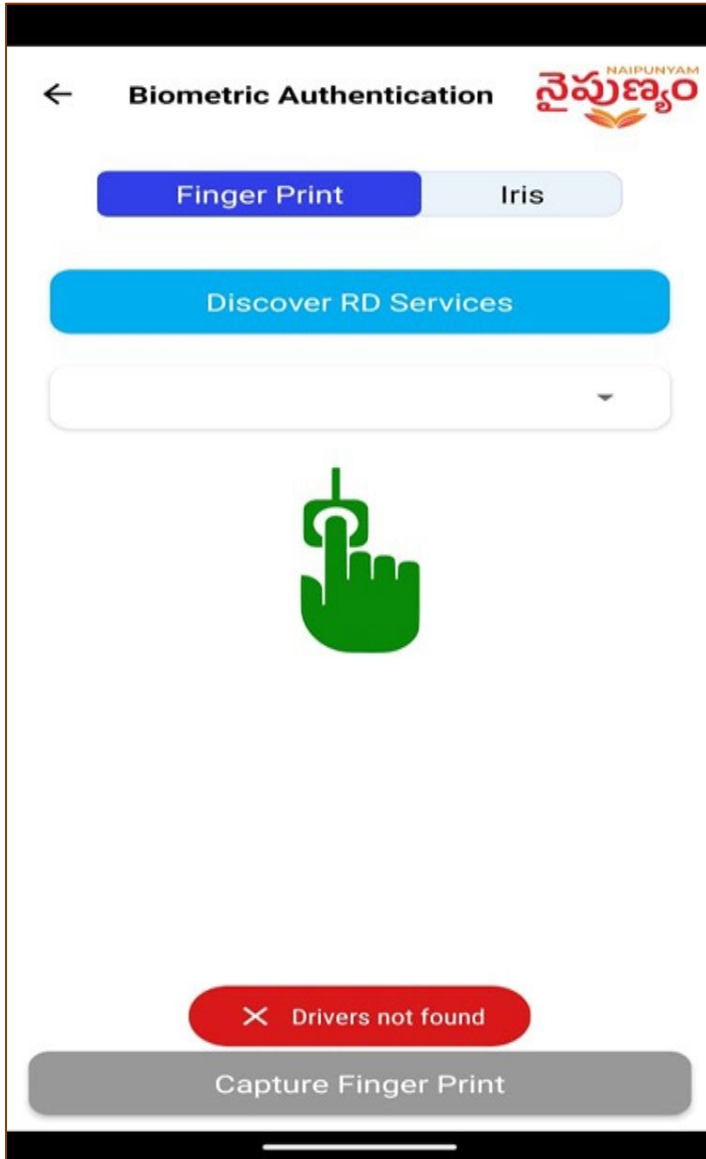 Biometric Authentication
NAIPUNYAM
నైపుణ్యం
Finger Print
Iris
Discover RD Services
Drivers not found
Capture Finger Print